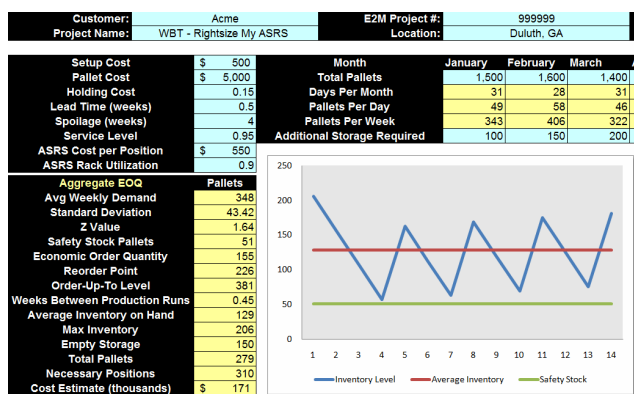 Customer: Acme E2M Project #: 999999
Project Name: WBT - Rightsize My ASRS Location: Duluth, GA
Setup Cost $ 500 Month January February March
Pallet Cost $ 5,000 Total Pallets 1,500 1,600 1,400
Holding Cost 0.15 Days Per Month 31 28 31
Lead Time (weeks) 0.5 Pallets Per Day 49 58 46
Spoilage (weeks) 4 Pallets Per Week 343 406 322
Service Level 0.95 Additional Storage Required 100 150 200
ASRS Cost per Position $ 550
ASRS Rack Utilization 0.9
Aggregate EOQ Pallets
Avg Weekly Demand 348
Standard Deviation 43.42
Z Value 1.64
Safety Stock Pallets 51
Economic Order Quantity 155
Reorder Point 226
Order-Up-To Level 381
Weeks Between Production Runs 0.45
Average Inventory on Hand 129
Max Inventory 206
Empty Storage 150
Total Pallets 279
Necessary Positions 310
Cost Estimate (thousands) $ 171
250
200
150
100
50
0
1 2 3 4 5 6 7 8 9 10 11 12 13 14
Inventory Level Average Inventory Safety Stock